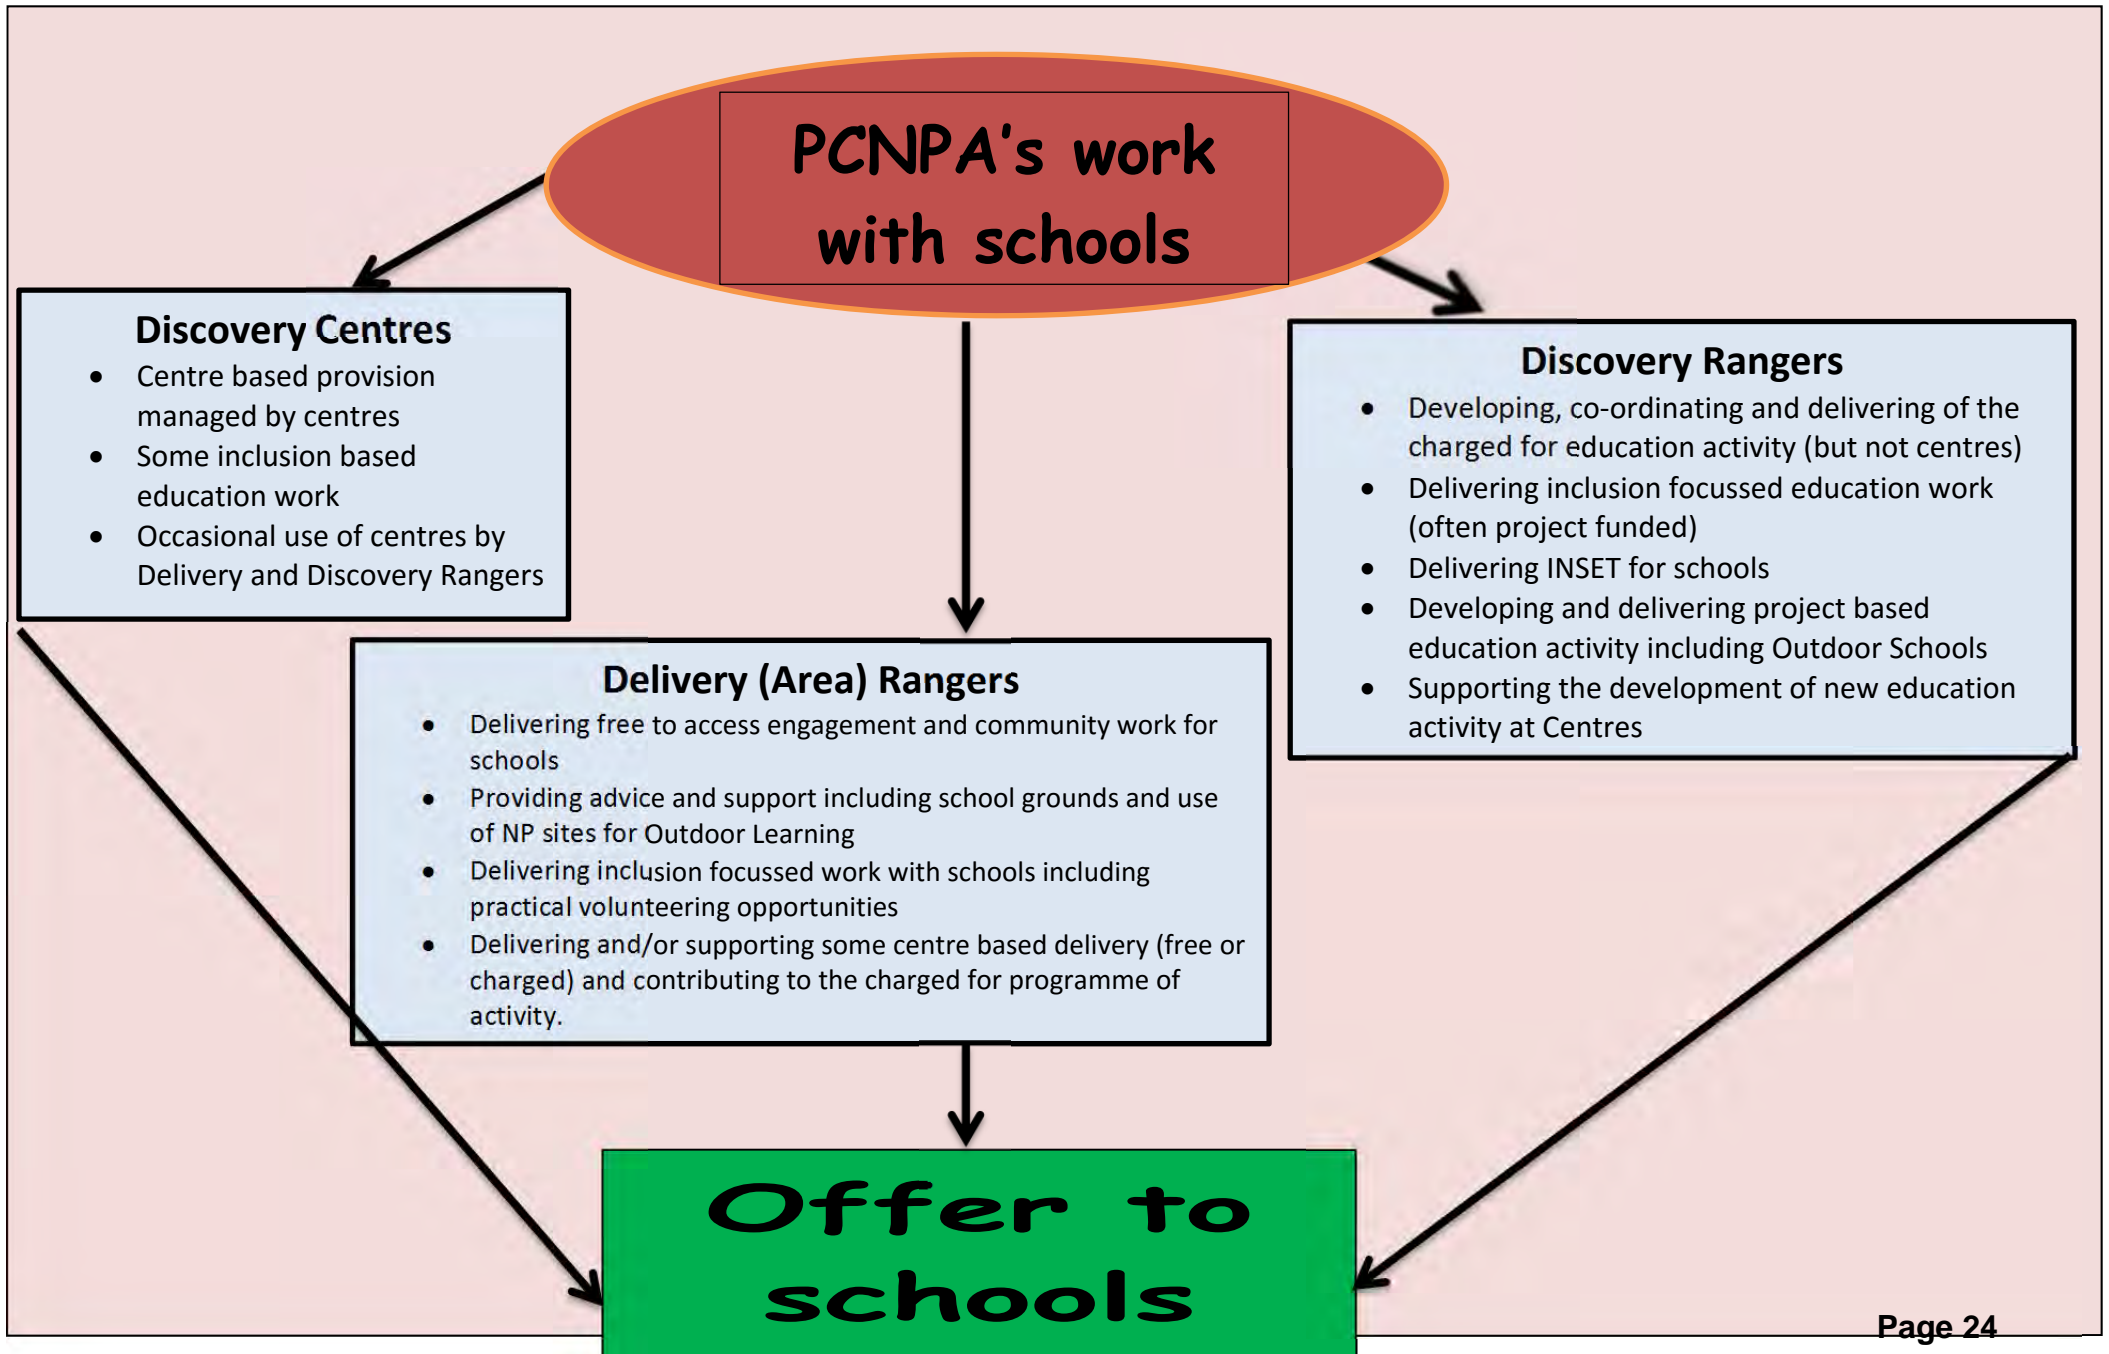 PCNPA's work
with schools
Discovery Centres
• Centre based provision
managed by centres
• Some inclusion based
education work
• Occasional use of centres by
Delivery and Discovery Rangers
Discovery Rangers
• Developing, co-ordinating and delivering of the
charged for education activity (but not centres)
• Delivering inclusion focussed education work
(often project funded)
• Delivering INSET for schools
• Developing and delivering project based
education activity including Outdoor Schools
• Supporting the development of new education
activity at Centres
Delivery (Area) Rangers
• Delivering free to access engagement and community work for
schools
• Providing advice and support including school grounds and use
of NP sites for Outdoor Learning
• Delivering inclusion focussed work with schools including
practical volunteering opportunities
• Delivering and/or supporting some centre based delivery (free or
charged) and contributing to the charged for programme of
activity.
Offer to
schools
Page 24